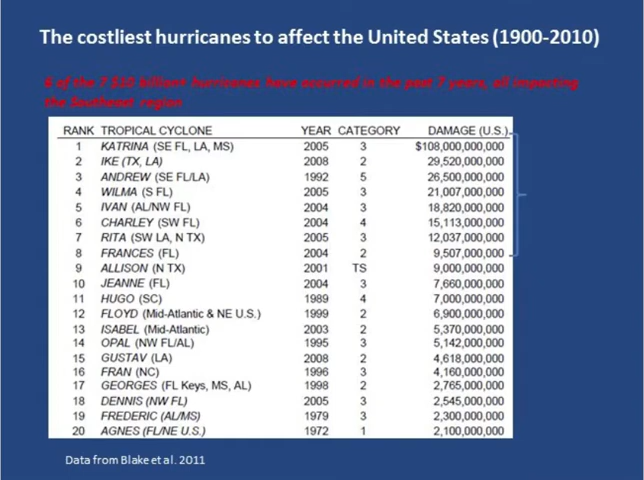 The costliest hurricanes to affect the United States (1900-2010)
6 of the 7 $10 billion+ hurricanes have occurred in the past 7 years, all impacting
the Southeast region
RANK TROPICAL CYCLONE YEAR CATEGORY DAMAGE (U.S.)
1 KATRINA (SE FL, LA, MS) 2005 3 $108,000,000,000
2 IKE (TX, LA) 2008 2 29,520,000,000
3 ANDREW (SE FL/LA) 1992 5 26,500,000,000
4 WILMA (S FL) 2005 3 21,007,000,000
5 IVAN (AL/NW FL) 2004 3 18,820,000,000
6 CHARLEY (SW FL) 2004 4 15,113,000,000
7 RITA (SW LA, N TX) 2005 3 12,037,000,000
8 FRANCES (FL) 2004 2 9,507,000,000
9 ALLISON (N TX) 2001 TS 9,000,000,000
10 JEANNE (FL) 2004 3 7,660,000,000
11 HUGO (SC) 1989 4 7,000,000,000
12 FLOYD (Mid-Atlantic & NE U.S.) 1999 2 6,900,000,000
13 ISABEL (Mid-Atlantic) 2003 2 5,370,000,000
14 OPAL (NW FL/AL) 1995 3 5,142,000,000
15 GUSTAV (LA) 2008 2 4,618,000,000
16 FRAN (NC) 1996 3 4,160,000,000
17 GEORGES (FL Keys, MS, AL) 1998 2 2,765,000,000
18 DENNIS (NW FL) 2005 3 2,545,000,000
19 FREDERIC (AL/MS) 1979 3 2,300,000,000
20 AGNES (FL/NE U.S.) 1972 1 2,100,000,000
Data from Blake et al. 2011